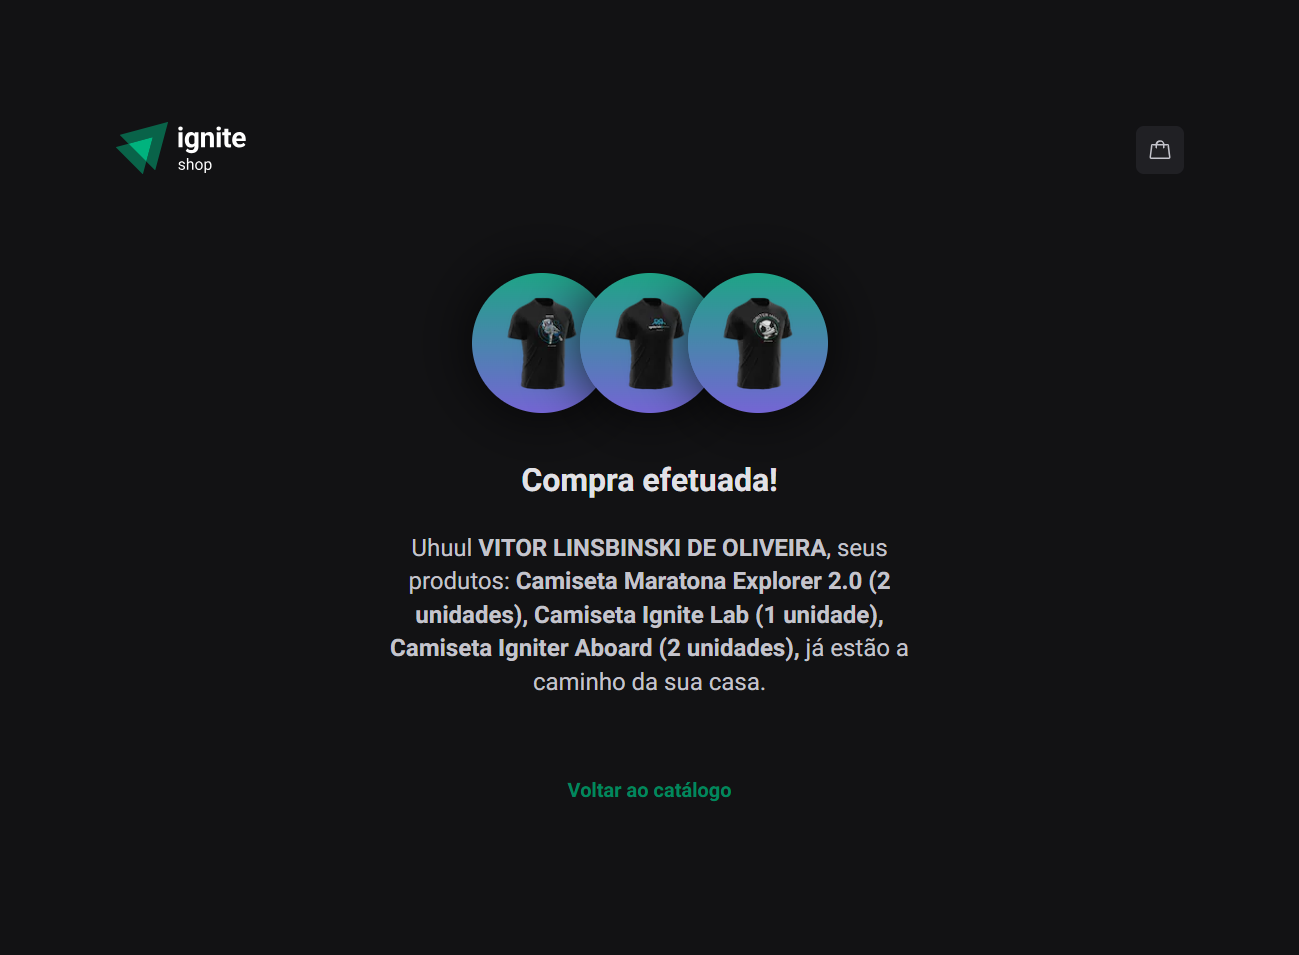 ignite
shop
Compra efetuada!
Uhuul VITOR LINSBINSKI DE OLIVEIRA, seus
produtos: Camiseta Maratona Explorer 2.0 (2
unidades), Camiseta Ignite Lab (1 unidade),
Camiseta Igniter Aboard (2 unidades), já estão a
caminho da sua casa.
Voltar ao catálogo